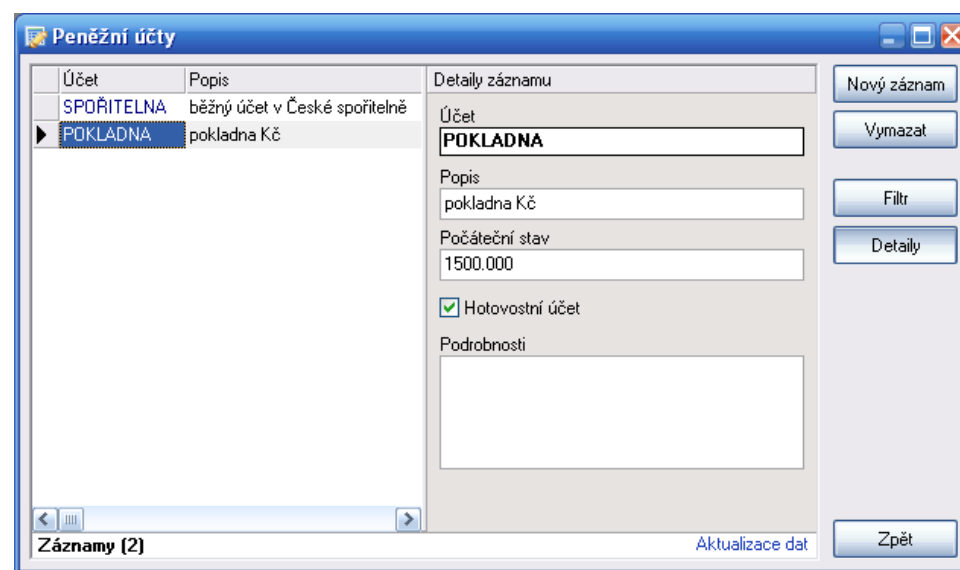 Peněžní účty
Účet Popis
SPOŘITELNA běžný účet v České spořitelně
POKLADNA pokladna Kč
Detaily záznamu
Účet
POKLADNA
Popis
pokladna Kč
Počáteční stav
1500.000
Hotovostní účet
Podrobnosti
Nový záznam
Vymazat
Filtr
Detaily
Zpět
Záznamy (2)
Aktualizace dat